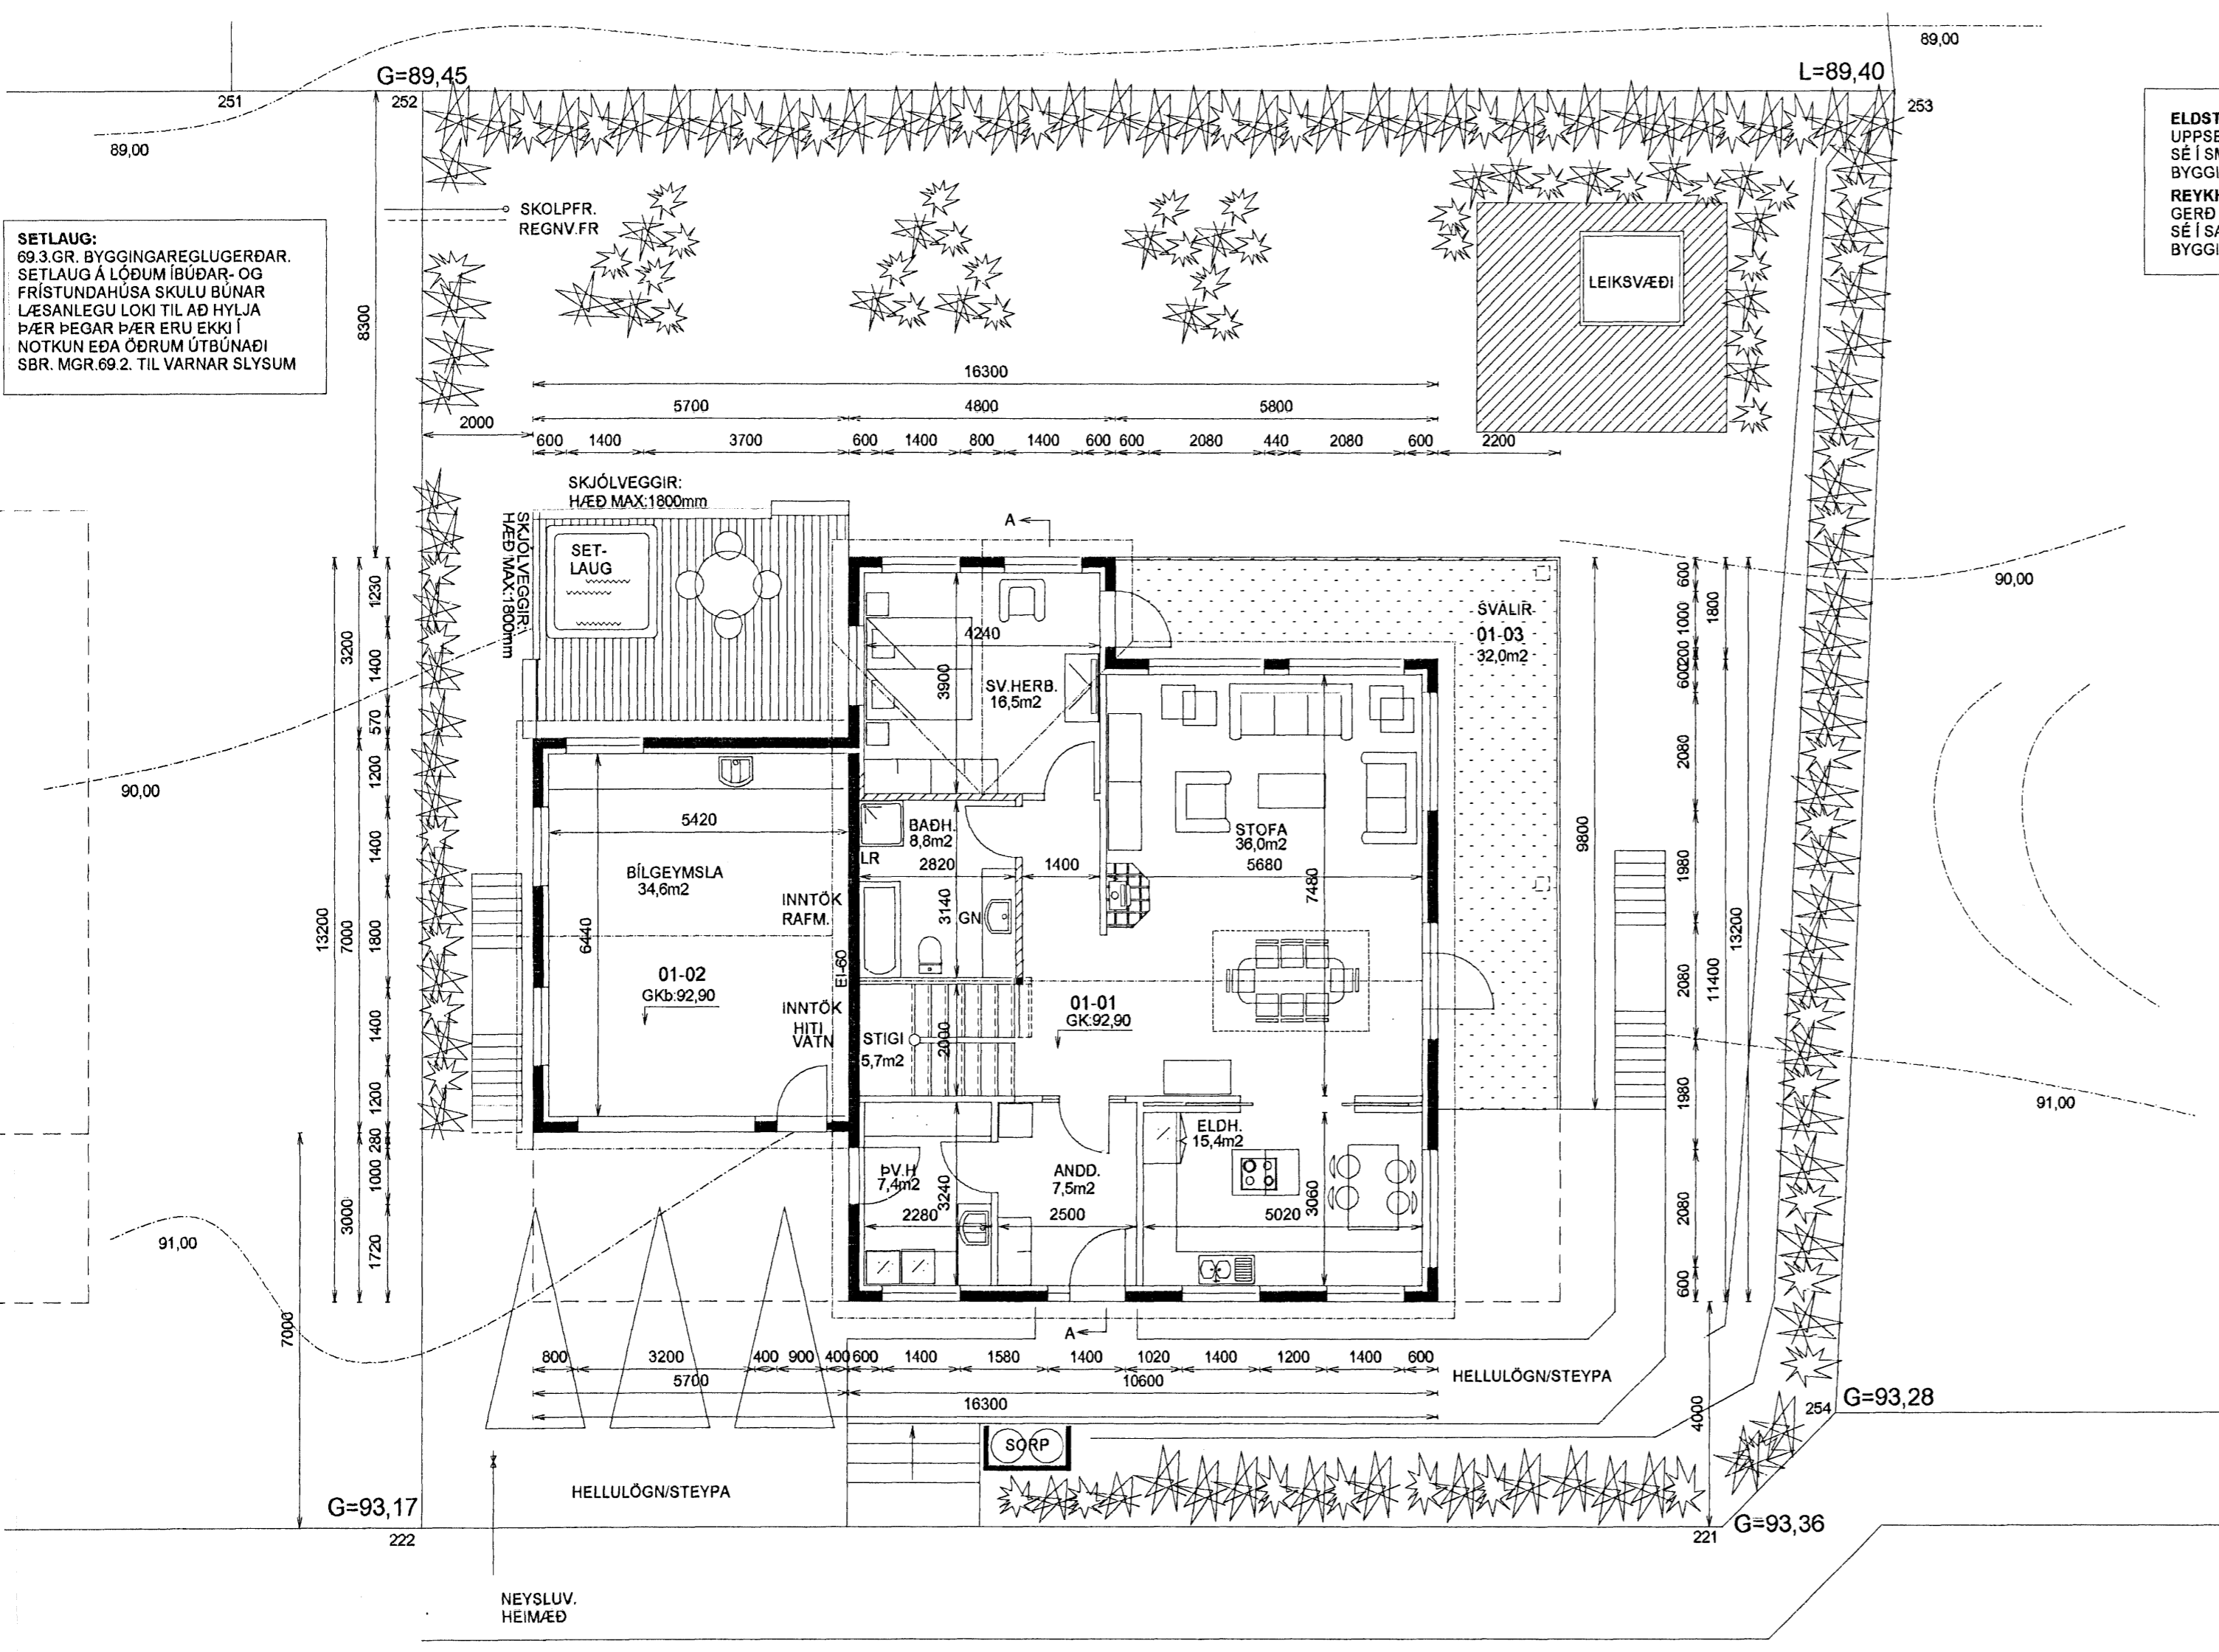 89,00
G=89,45
L=89,40
251
252
253
89,00
SETLAUG:
69.3.GR. BYGGINGAREGLUGERÐAR.
SETLAUG Á LÓÐUM ÍBÚÐAR- OG
FRÍSTUNDAHÚSA SKULU BÚNAR
LÆSANLEGU LOKI TIL AÐ HYLJA
ÞÆR ÞEGAR ÞÆR ERU EKKI Í
NOTKUN EÐA ÖÐRUM ÚTBÚNAÐI
SBR. MGR.69.2. TIL VARNAR SLYSUM
SKOLPFR.
REGNV.FR
LEIKSVÆÐI
8300
16300
5700
4800
5800
2000
600
1400
3700
600
1400
800
1400
600
600
2080
440
2080
600
2200
SKJÓLVEGGIR:
HÆÐ MAX:1800mm
SKJÓLVEGGIR:
HÆÐ MAX:1800mm
SET-
LAUG
A
SVALIR
01-03
32,0m2
90,00
4240
3900
SV.HERB.
16,5m2
90,00
5420
BÍLGEYMSLA
34,6m2
6440
INNTÖK
RAFM.
EI-60
01-02
GKb:92,90
INNTÖK
HITI
VATN
BAÐH.
8,8m2
LR
2820
1400
3140
GN
STOFA
36,0m2
5680
7480
01-01
GK:92,90
STIGI
5,7m2
2000
ÞV.H
7,4m2
3240
2280
ANDD.
7,5m2
2500
ELDH.
15,4m2
3060
5020
13200
3200
7000
3000
7000
1230
1400
570
1200
1400
1800
1400
1200
280
1000
1720
9800
600
1000
200
600
2080
1980
2080
1980
2080
600
1800
11400
13200
4000
91,00
91,00
A
800
3200
400
900
400
600
1400
1580
1400
1020
1400
1200
1400
600
5700
10600
16300
HELLULÖGN/STEYPA
254
G=93,28
SORP
HELLULÖGN/STEYPA
G=93,17
222
221
G=93,36
NEYSLUV.
HEIMÆÐ
ELDST
UPPSE
SÉ Í SM
BYGGI
REYKH
GERÐ
SÉ Í SA
BYGGI